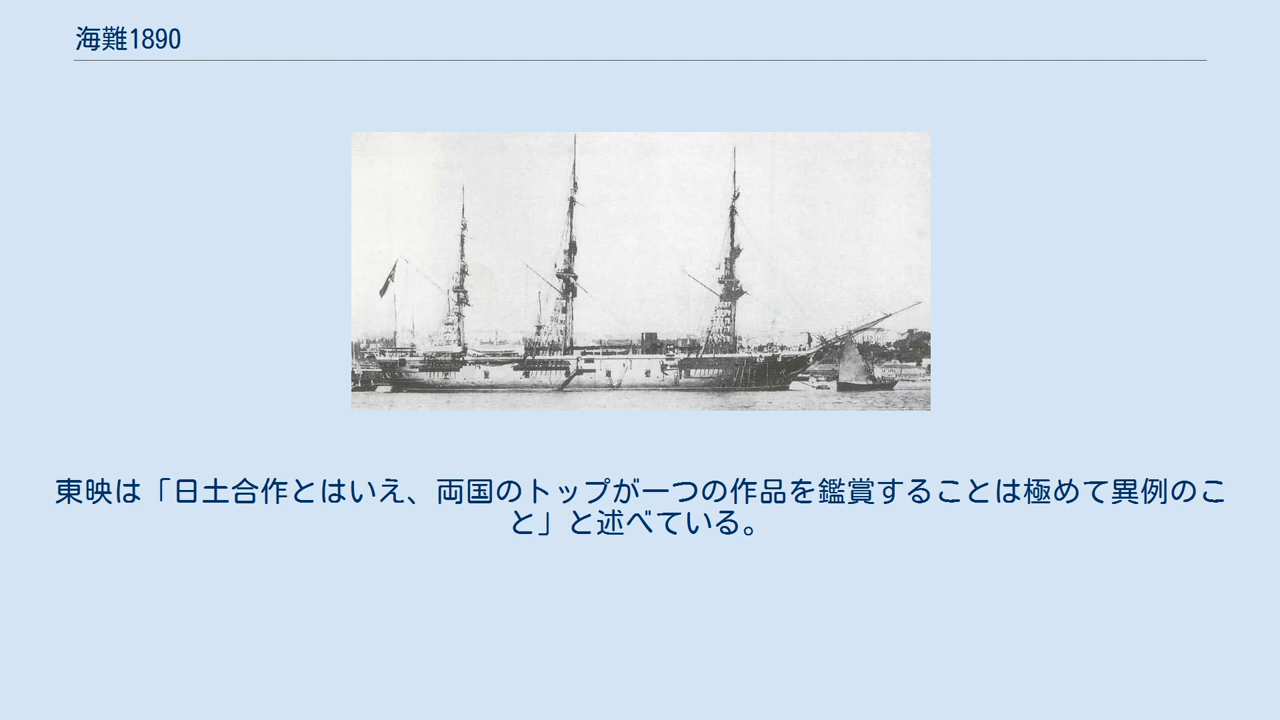 海難1890
東映は「日土合作とはいえ、両国のトップが一つの作品を鑑賞することは極めて異例のこ
と」と述べている。